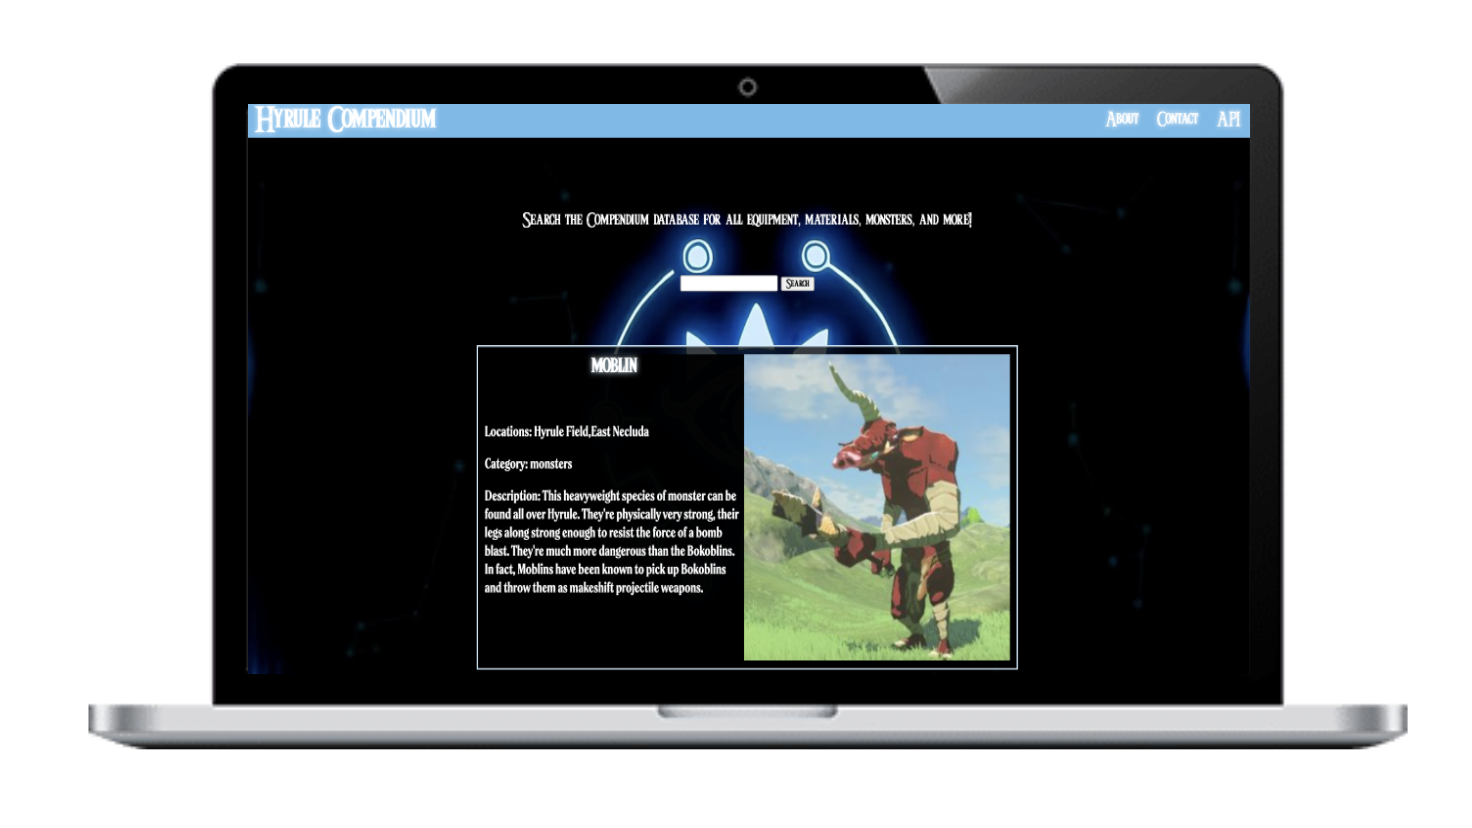 Hyrule Compendium
About Contact API
Search the Compendium database for all equipment, materials, monsters, and more!
Search
MOBLIN
Locations: Hyrule Field,East Necluda
Category: monsters
Description: This heavyweight species of monster can be
found all over Hyrule. They're physically very strong, their
legs along strong enough to resist the force of a bomb
blast. They're much more dangerous than the Bokoblins.
In fact, Moblins have been known to pick up Bokoblins
and throw them as makeshift projectile weapons.